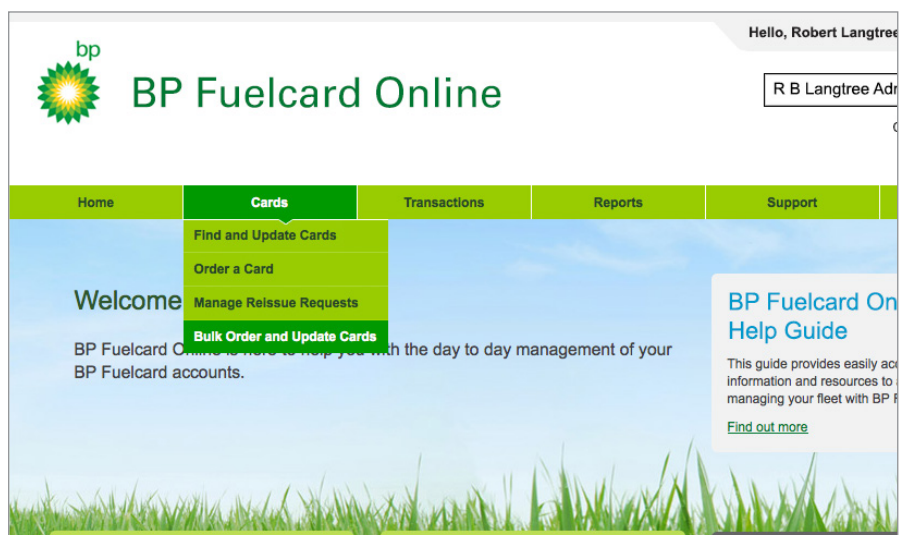 Hello, Robert Langtree
bp
BP Fuelcard Online
R B Langtree
Home Cards Transactions Reports Support
Find and Update Cards
Order a Card
Manage Reissue Requests
Bulk Order and Update Cards
Welcome
BP Fuelcard Online is here to help you with the day to day management of your
BP Fuelcard accounts.
BP Fuelcard
Help Guide
This guide provides easily
information and resources to
managing your fleet with BP
Find out more